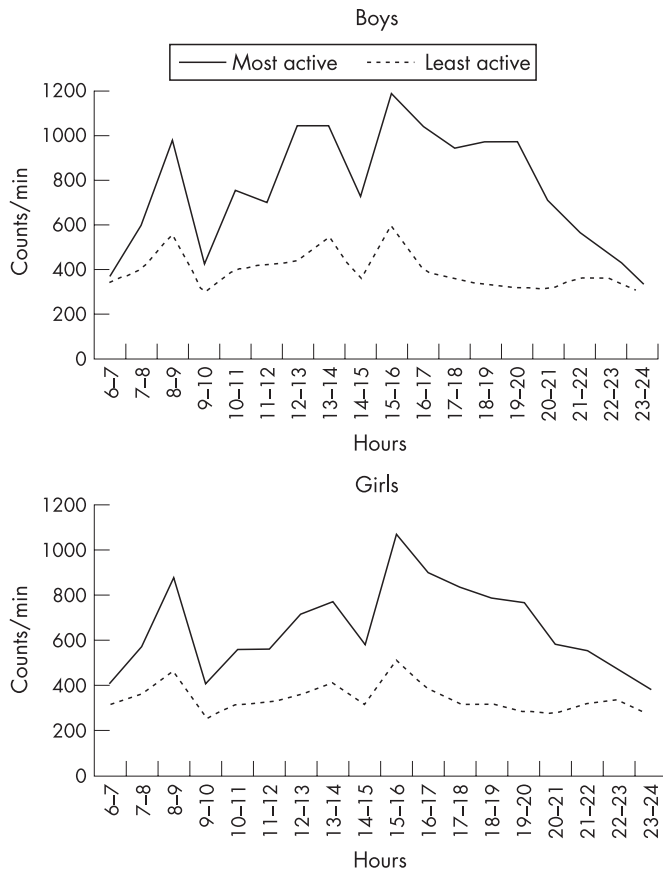 Boys
Most active Least active
1200
1000
800
600
400
200
0
Counts/min
6–7 7–8 8–9 9–10 10–11 11–12 12–13 13–14 14–15 15–16 16–17 17–18 18–19 19–20 20–21 21–22 22–23 23–24
Hours
Girls
1200
1000
800
600
400
200
0
Counts/min
6–7 7–8 8–9 9–10 10–11 11–12 12–13 13–14 14–15 15–16 16–17 17–18 18–19 19–20 20–21 21–22 22–23 23–24
Hours